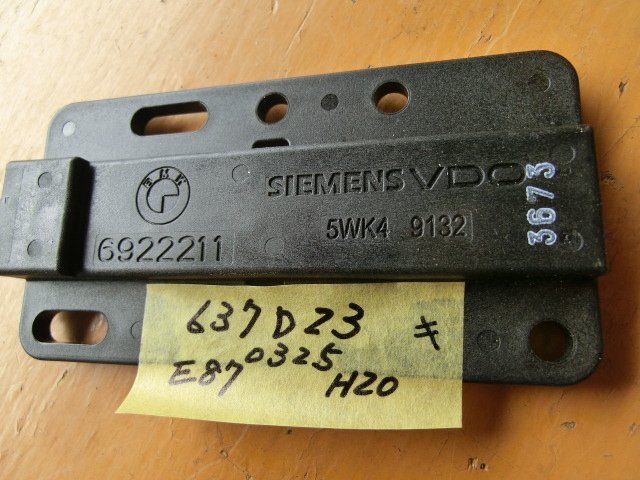 SIEMENS VDO
6922211
5WK4 9132
3673
637D23 キ
E87 0325 H20